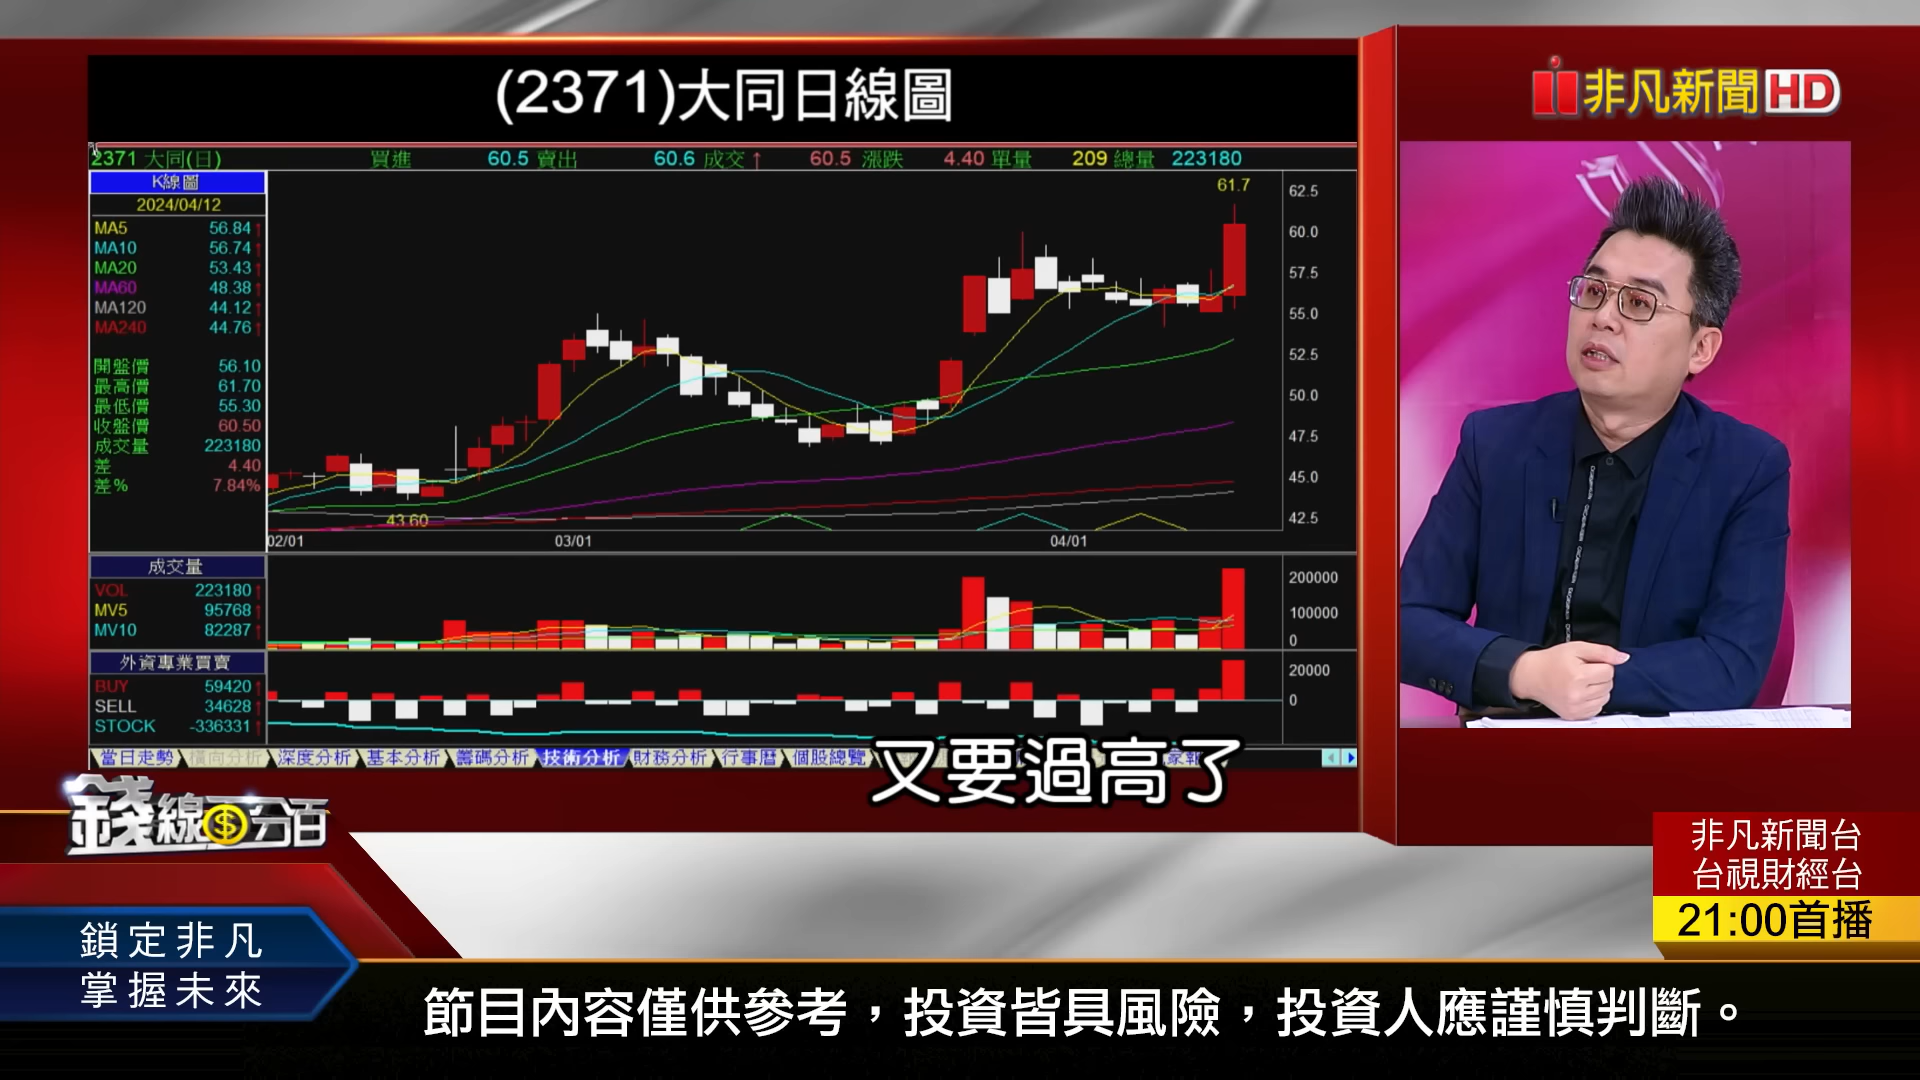 (2371)大同日線圖
非凡新聞HD
2371 大同(日) 買進 60.5 賣出 60.6 成交↑ 60.5 漲跌 4.40 單量 209 總量 223180
K線圖
2024/04/12
MA5 56.84↑
MA10 56.74↑
MA20 53.43↑
MA60 48.38↑
MA120 44.12↑
MA240 44.76↑
開盤價 56.10
最高價 61.70
最低價 55.30
收盤價 60.50
成交量 223180
差 4.40
差% 7.84%
61.7
43.60
62.5
60.0
57.5
55.0
52.5
50.0
47.5
45.0
42.5
02/01 03/01 04/01
成交量
VOL 223180↑
MV5 95768↑
MV10 82287↑
200000
100000
0
外資專業買賣
BUY 59420↑
SELL 34628↑
STOCK -336331↑
20000
0
當日走勢 橫向分析 深度分析 基本分析 籌碼分析 技術分析 財務分析 行事曆 個股總覽
又要過高了
錢線百分百
非凡新聞台
台視財經台
21:00首播
鎖定非凡
掌握未來
節目內容僅供參考，投資皆具風險，投資人應謹慎判斷。